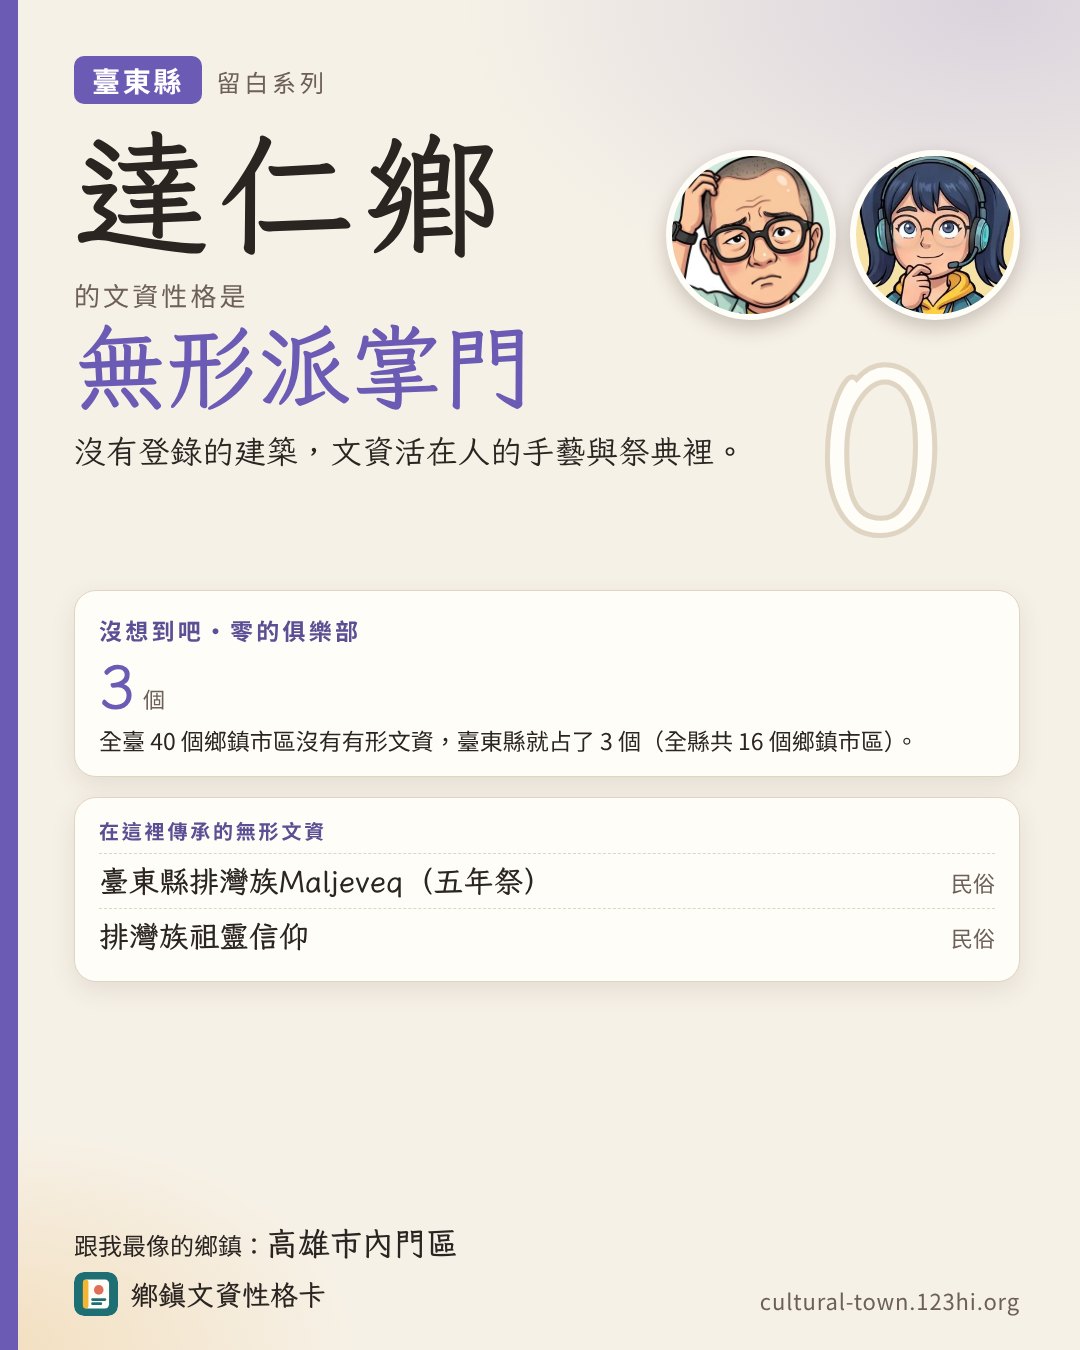 臺東縣 留白系列
達仁鄉
的文資性格是
無形派掌門
沒有登錄的建築，文資活在人的手藝與祭典裡。
0
沒想到吧・零的俱樂部
3 個
全臺 40 個鄉鎮市區沒有有形文資，臺東縣就占了 3 個（全縣共 16 個鄉鎮市區）。
在這裡傳承的無形文資
臺東縣排灣族Maljeveq（五年祭） 民俗
排灣族祖靈信仰 民俗
跟我最像的鄉鎮：高雄市內門區
鄉鎮文資性格卡
cultural-town.123hi.org